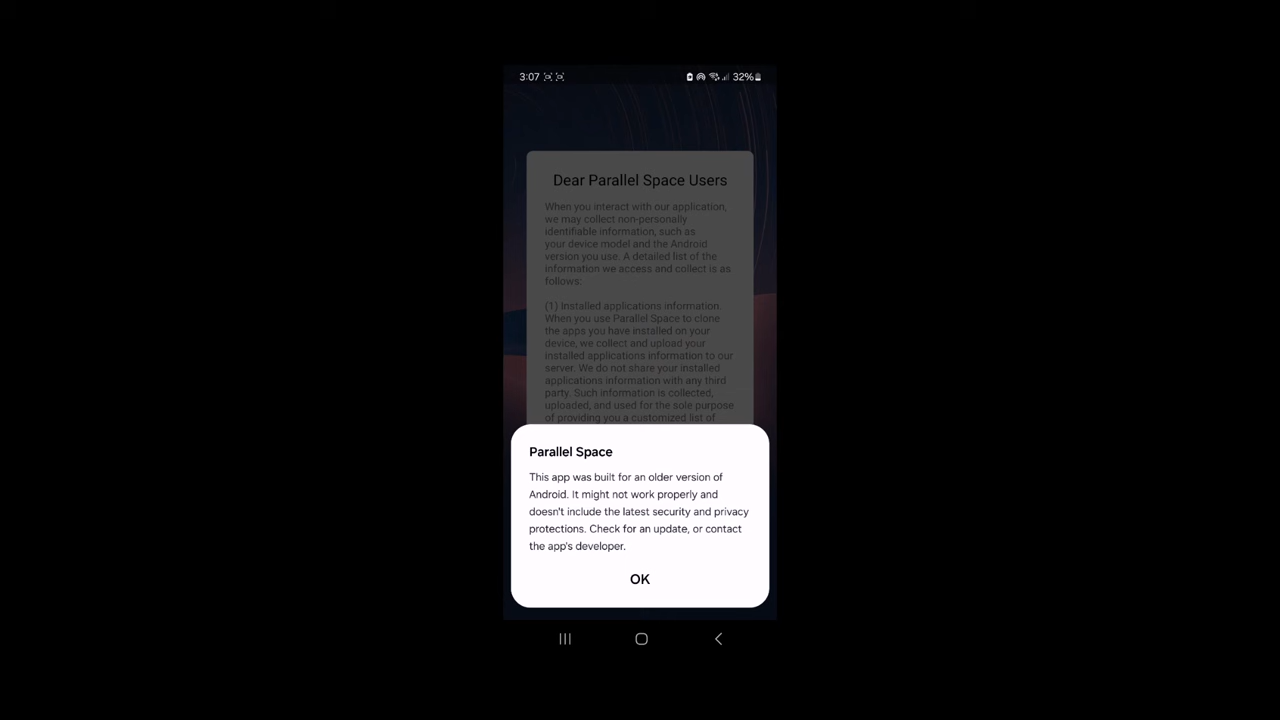 3:07 32%
Dear Parallel Space Users
When you interact with our application,
we may collect non-personally
identifiable information, such as
your device model and the Android
version you use. A detailed list of the
information we access and collect is as
follows:
(1) Installed applications information.
When you use Parallel Space to clone
the apps you have installed on your
device, we collect and upload your
installed applications information to our
server. We do not share your installed
applications information with any third
party. Such information is collected,
uploaded, and used for the sole purpose
of providing you a customized list of
Parallel Space
This app was built for an older version of
Android. It might not work properly and
doesn't include the latest security and privacy
protections. Check for an update, or contact
the app's developer.
OK